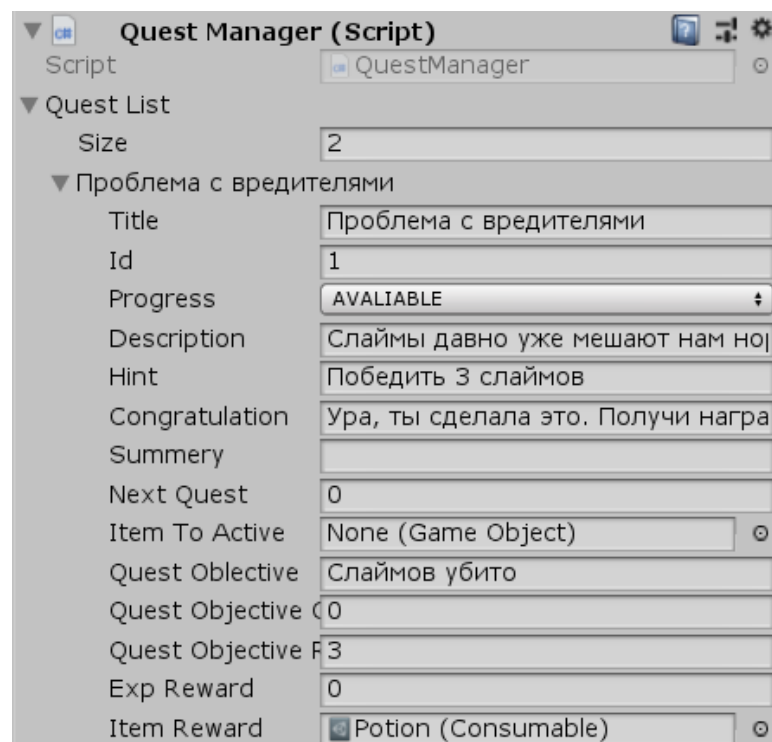 Quest Manager (Script)
Script QuestManager
Quest List
Size 2
Проблема с вредителями
Title Проблема с вредителями
Id 1
Progress AVALIABLE
Description Слаймы давно уже мешают нам
Hint Победить 3 слаймов
Congratulation Ура, ты сделала это. Получи награ
Summery
Next Quest 0
Item To Active None (Game Object)
Quest Oblective Слаймов убито
Quest Objective 0
Quest Objective 3
Exp Reward 0
Item Reward Potion (Consumable)